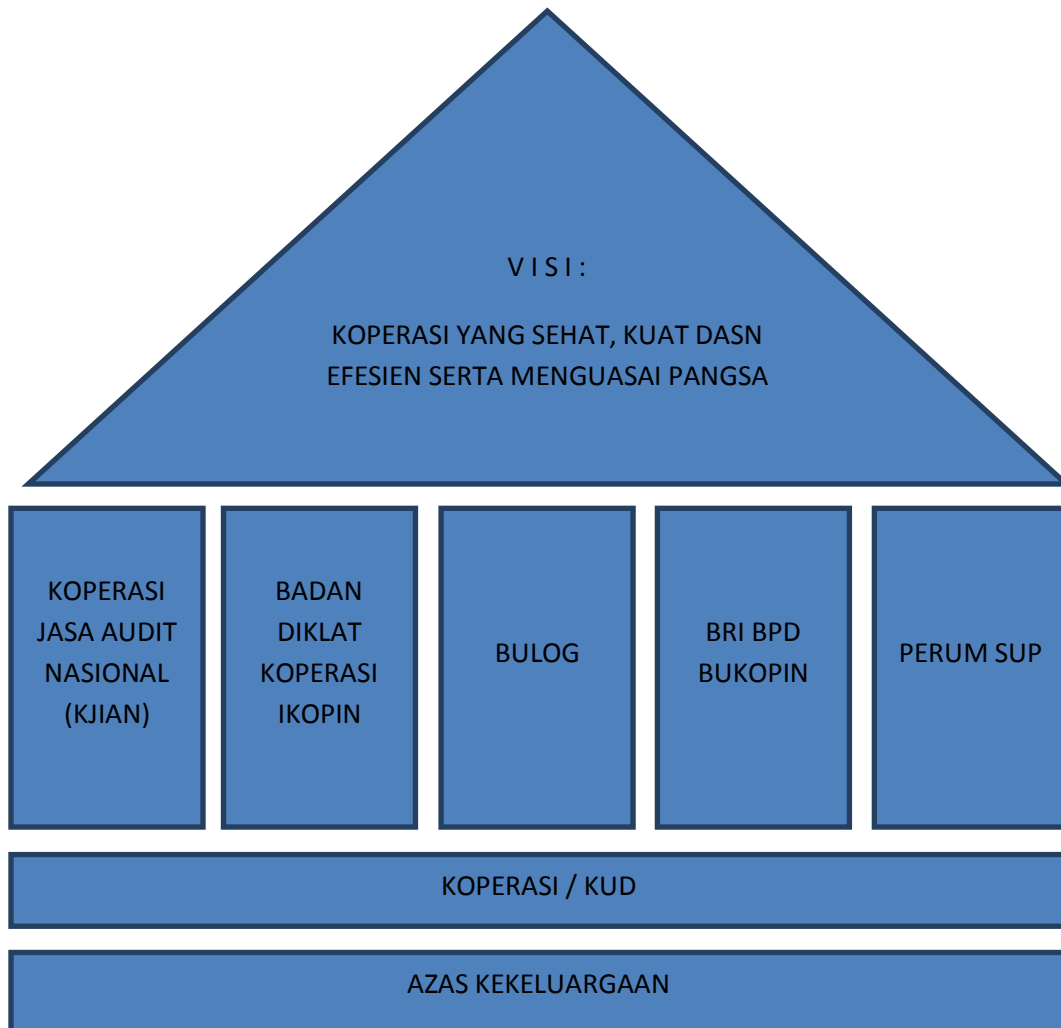 V I S I :
KOPERASI YANG SEHAT, KUAT DASN
EFESIEN SERTA MENGUASAI PANGSA
KOPERASI
JASA AUDIT
NASIONAL
(KJIAN)
BADAN
DIKLAT
KOPERASI
IKOPIN
BULOG
BRI BPD
BUKOPIN
PERUM SUP
KOPERASI / KUD
AZAS KEKELUARGAAN